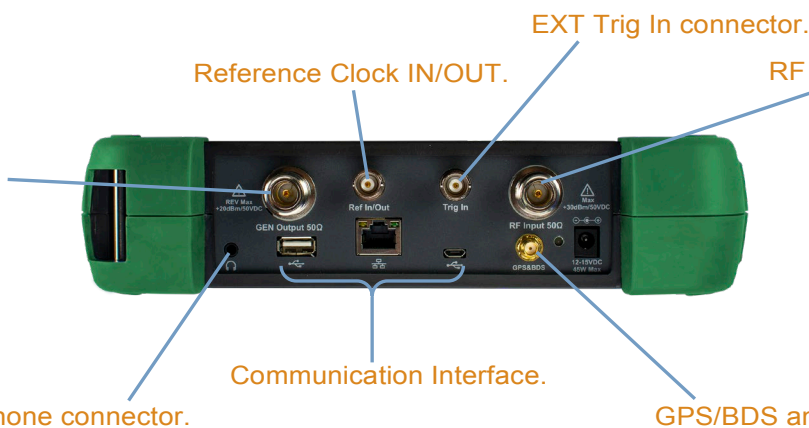 EXT Trig In connector.
Reference Clock IN/OUT.
RF
REV Max
+20dBm/50VDC
Ref In/Out
Trig In
Max
+30dBm/50VDC
GEN Output 50Ω
RF Input 50Ω
GPS&BDS
12-15VDC
45W Max
Communication Interface.
connector.
GPS/BDS